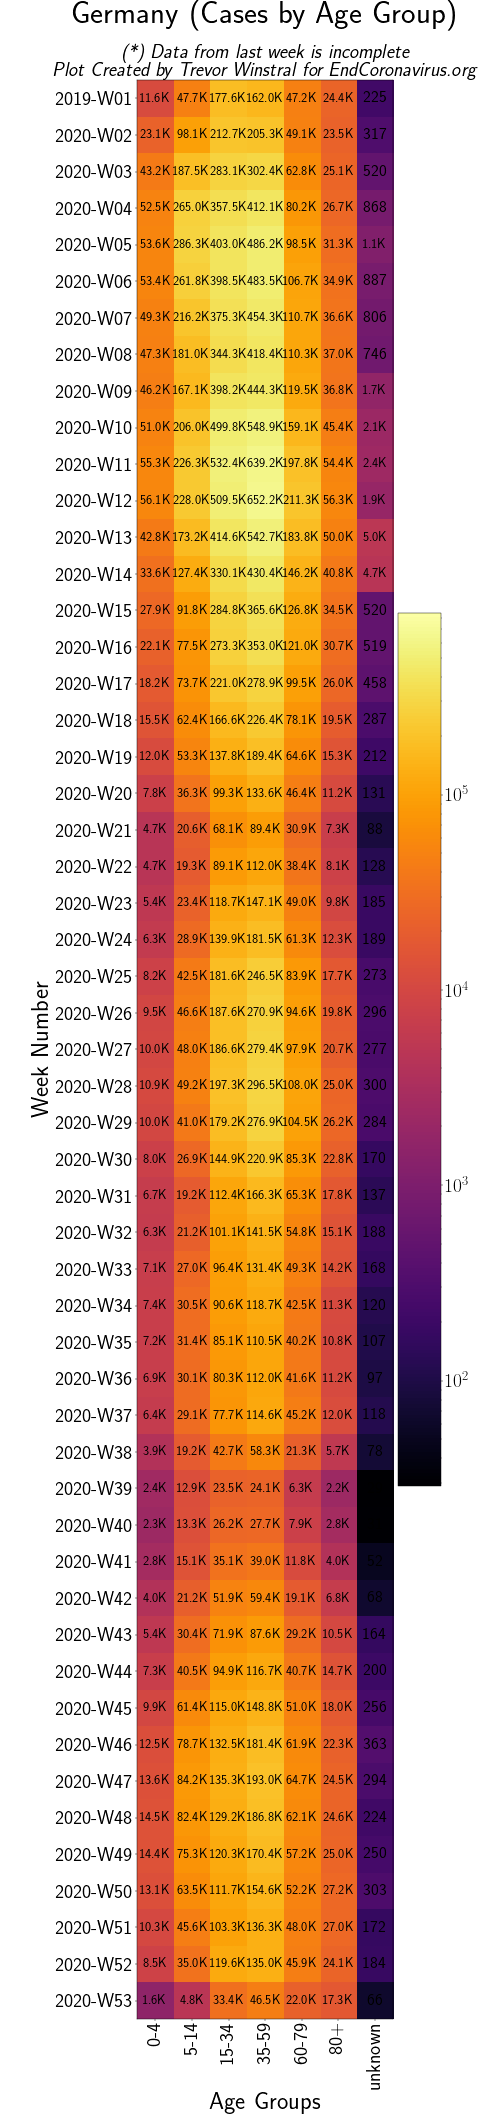 Germany (Cases by Age Group)
(*) Data from last week is incomplete
Plot Created by Trevor Winstral for EndCoronavirus.org
2019-W01 11.6K 47.7K 177.6K 162.0K 47.2K 24.4K 225
2020-W02 23.1K 98.1K 212.7K 205.3K 49.1K 23.5K 317
2020-W03 43.2K 187.5K 283.1K 302.4K 62.8K 25.1K 520
2020-W04 52.5K 265.0K 357.5K 412.1K 80.2K 26.7K 868
2020-W05 53.6K 286.3K 403.0K 486.2K 98.5K 31.3K 1.1K
2020-W06 53.4K 261.8K 398.5K 483.5K 106.7K 34.9K 887
2020-W07 49.3K 216.2K 375.3K 454.3K 110.7K 36.6K 806
2020-W08 47.3K 181.0K 344.3K 418.4K 110.3K 37.0K 746
2020-W09 46.2K 167.1K 398.2K 444.3K 119.5K 36.8K 1.7K
2020-W10 51.0K 206.0K 499.8K 548.9K 159.1K 45.4K 2.1K
2020-W11 55.3K 226.3K 532.4K 639.2K 197.8K 54.4K 2.4K
2020-W12 56.1K 228.0K 509.5K 652.2K 211.3K 56.3K 1.9K
2020-W13 42.8K 173.2K 414.6K 542.7K 183.8K 50.0K 5.0K
2020-W14 33.6K 127.4K 330.1K 430.4K 146.2K 40.8K 4.7K
2020-W15 27.9K 91.8K 284.8K 365.6K 126.8K 34.5K 520
2020-W16 22.1K 77.5K 273.3K 353.0K 121.0K 30.7K 519
2020-W17 18.2K 73.7K 221.0K 278.9K 99.5K 26.0K 458
2020-W18 15.5K 62.4K 166.6K 226.4K 78.1K 19.5K 287
2020-W19 12.0K 53.3K 137.8K 189.4K 64.6K 15.3K 212
2020-W20 7.8K 36.3K 99.3K 133.6K 46.4K 11.2K 131
2020-W21 4.7K 20.6K 68.1K 89.4K 30.9K 7.3K 88
2020-W22 4.7K 19.3K 89.1K 112.0K 38.4K 8.1K 128
2020-W23 5.4K 23.4K 118.7K 147.1K 49.0K 9.8K 185
2020-W24 6.3K 28.9K 139.9K 181.5K 61.3K 12.3K 189
2020-W25 8.2K 42.5K 181.6K 246.5K 83.9K 17.7K 273
2020-W26 9.5K 46.6K 187.6K 270.9K 94.6K 19.8K 296
2020-W27 10.0K 48.0K 186.6K 279.4K 97.9K 20.7K 277
2020-W28 10.9K 49.2K 197.3K 296.5K 108.0K 25.0K 300
2020-W29 10.0K 41.0K 179.2K 276.9K 104.5K 26.2K 284
2020-W30 8.0K 26.9K 144.9K 220.9K 85.3K 22.8K 170
2020-W31 6.7K 19.2K 112.4K 166.3K 65.3K 17.8K 137
2020-W32 6.3K 21.2K 101.1K 141.5K 54.8K 15.1K 188
2020-W33 7.1K 27.0K 96.4K 131.4K 49.3K 14.2K 168
2020-W34 7.4K 30.5K 90.6K 118.7K 42.5K 11.3K 120
2020-W35 7.2K 31.4K 85.1K 110.5K 40.2K 10.8K 107
2020-W36 6.9K 30.1K 80.3K 112.0K 41.6K 11.2K 97
2020-W37 6.4K 29.1K 77.7K 114.6K 45.2K 12.0K 118
2020-W38 3.9K 19.2K 42.7K 58.3K 21.3K 5.7K 78
2020-W39 2.4K 12.9K 23.5K 24.1K 6.3K 2.2K
2020-W40 2.3K 13.3K 26.2K 27.7K 7.9K 2.8K
2020-W41 2.8K 15.1K 35.1K 39.0K 11.8K 4.0K 52
2020-W42 4.0K 21.2K 51.9K 59.4K 19.1K 6.8K 68
2020-W43 5.4K 30.4K 71.9K 87.6K 29.2K 10.5K 164
2020-W44 7.3K 40.5K 94.9K 116.7K 40.7K 14.7K 200
2020-W45 9.9K 61.4K 115.0K 148.8K 51.0K 18.0K 256
2020-W46 12.5K 78.7K 132.5K 181.4K 61.9K 22.3K 363
2020-W47 13.6K 84.2K 135.3K 193.0K 64.7K 24.5K 294
2020-W48 14.5K 82.4K 129.2K 186.8K 62.1K 24.6K 224
2020-W49 14.4K 75.3K 120.3K 170.4K 57.2K 25.0K 250
2020-W50 13.1K 63.5K 111.7K 154.6K 52.2K 27.2K 303
2020-W51 10.3K 45.6K 103.3K 136.3K 48.0K 27.0K 172
2020-W52 8.5K 35.0K 119.6K 135.0K 45.9K 24.1K 184
2020-W53 1.6K 4.8K 33.4K 46.5K 22.0K 17.3K 66
0-4 5-14 15-34 35-59 60-79 80+ unknown
Age Groups
Week Number
10⁵
10⁴
10³
10²